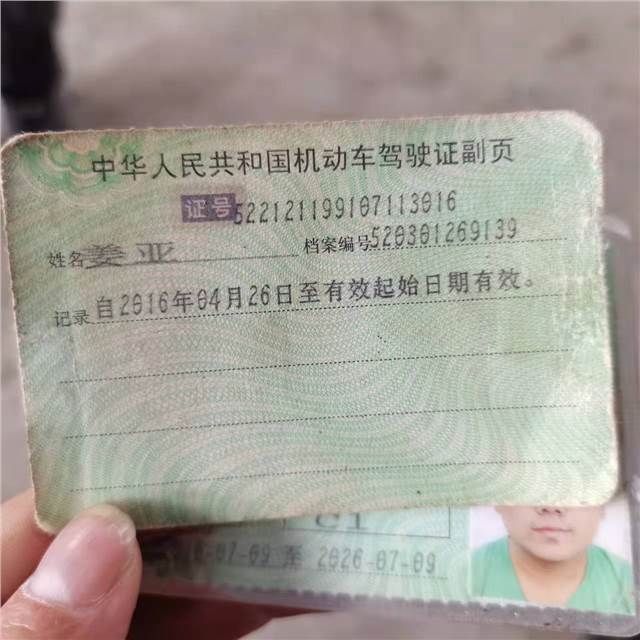 中华人民共和国机动车驾驶证副页
证号 522121199107113016
姓名 姜亚 档案编号 520301269139
记录 自2016年04月26日至有效起始日期有效。
C1
至 2026-07-09